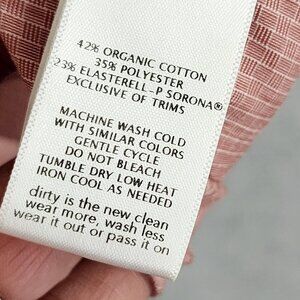 42% ORGANIC COTTON
35% POLYESTER
23% ELASTERELL-P SORONA®
EXCLUSIVE OF TRIMS
MACHINE WASH COLD
WITH SIMILAR COLORS
GENTLE CYCLE
DO NOT BLEACH
TUMBLE DRY LOW HEAT
IRON COOL AS NEEDED
dirty is the new clean
wear more, wash less
wear it out or pass it on